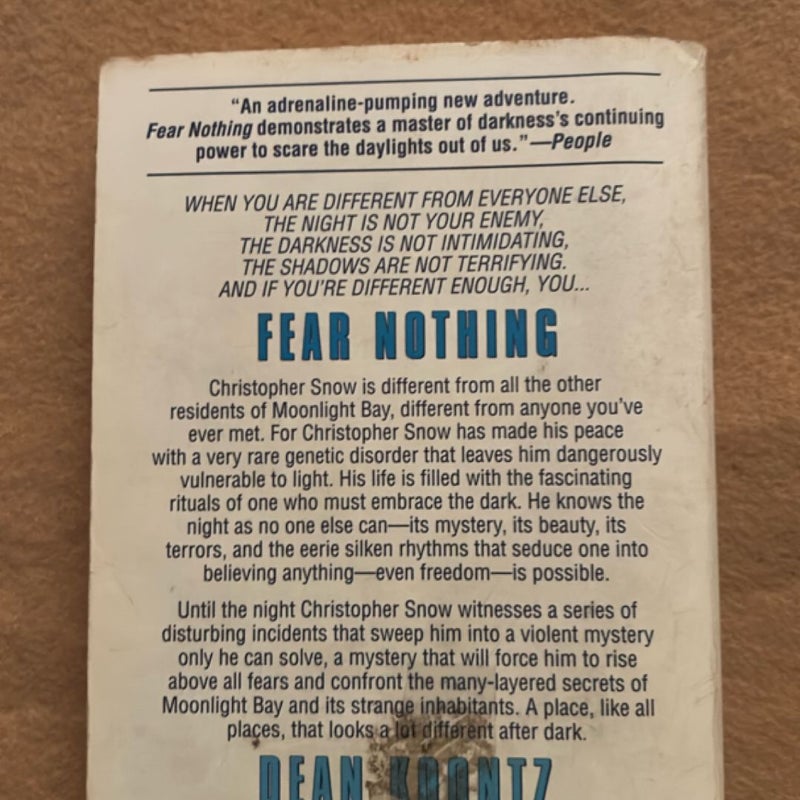 “An adrenaline-pumping new adventure.
Fear Nothing demonstrates a master of darkness’s continuing
power to scare the daylights out of us.”—People
WHEN YOU ARE DIFFERENT FROM EVERYONE ELSE,
THE NIGHT IS NOT YOUR ENEMY,
THE DARKNESS IS NOT INTIMIDATING,
THE SHADOWS ARE NOT TERRIFYING.
AND IF YOU’RE DIFFERENT ENOUGH, YOU...
FEAR NOTHING
Christopher Snow is different from all the other
residents of Moonlight Bay, different from anyone you’ve
ever met. For Christopher Snow has made his peace
with a very rare genetic disorder that leaves him dangerously
vulnerable to light. His life is filled with the fascinating
rituals of one who must embrace the dark. He knows the
night as no one else can—its mystery, its beauty, its
terrors, and the eerie silken rhythms that seduce one into
believing anything—even freedom—is possible.
Until the night Christopher Snow witnesses a series of
disturbing incidents that sweep him into a violent mystery
only he can solve, a mystery that will force him to rise
above all fears and confront the many-layered secrets of
Moonlight Bay and its strange inhabitants. A place, like all
places, that looks a lot different after dark.
DEAN KOONTZ